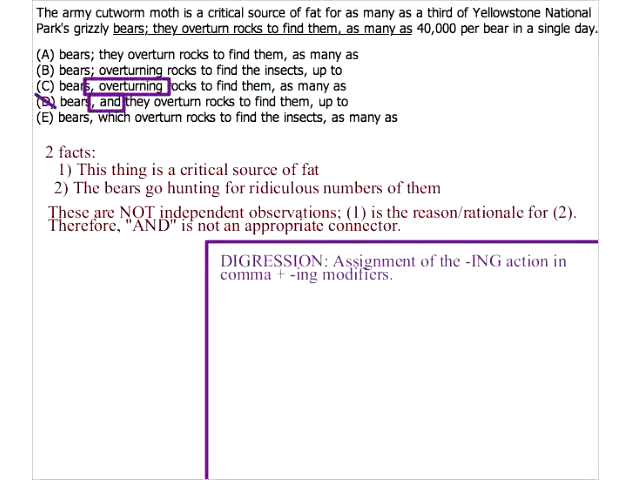 The army cutworm moth is a critical source of fat for as many as a third of Yellowstone National
Park's grizzly bears; they overturn rocks to find them, as many as 40,000 per bear in a single day.
(A) bears; they overturn rocks to find them, as many as
(B) bears; overturning rocks to find the insects, up to
(C) bears, overturning rocks to find them, as many as
(D) bears, and they overturn rocks to find them, up to
(E) bears, which overturn rocks to find the insects, as many as
2 facts:
1) This thing is a critical source of fat
2) The bears go hunting for ridiculous numbers of them
These are NOT independent observations; (1) is the reason/rationale for (2).
Therefore, "AND" is not an appropriate connector.
DIGRESSION: Assignment of the -ING action in
comma + -ing modifiers.